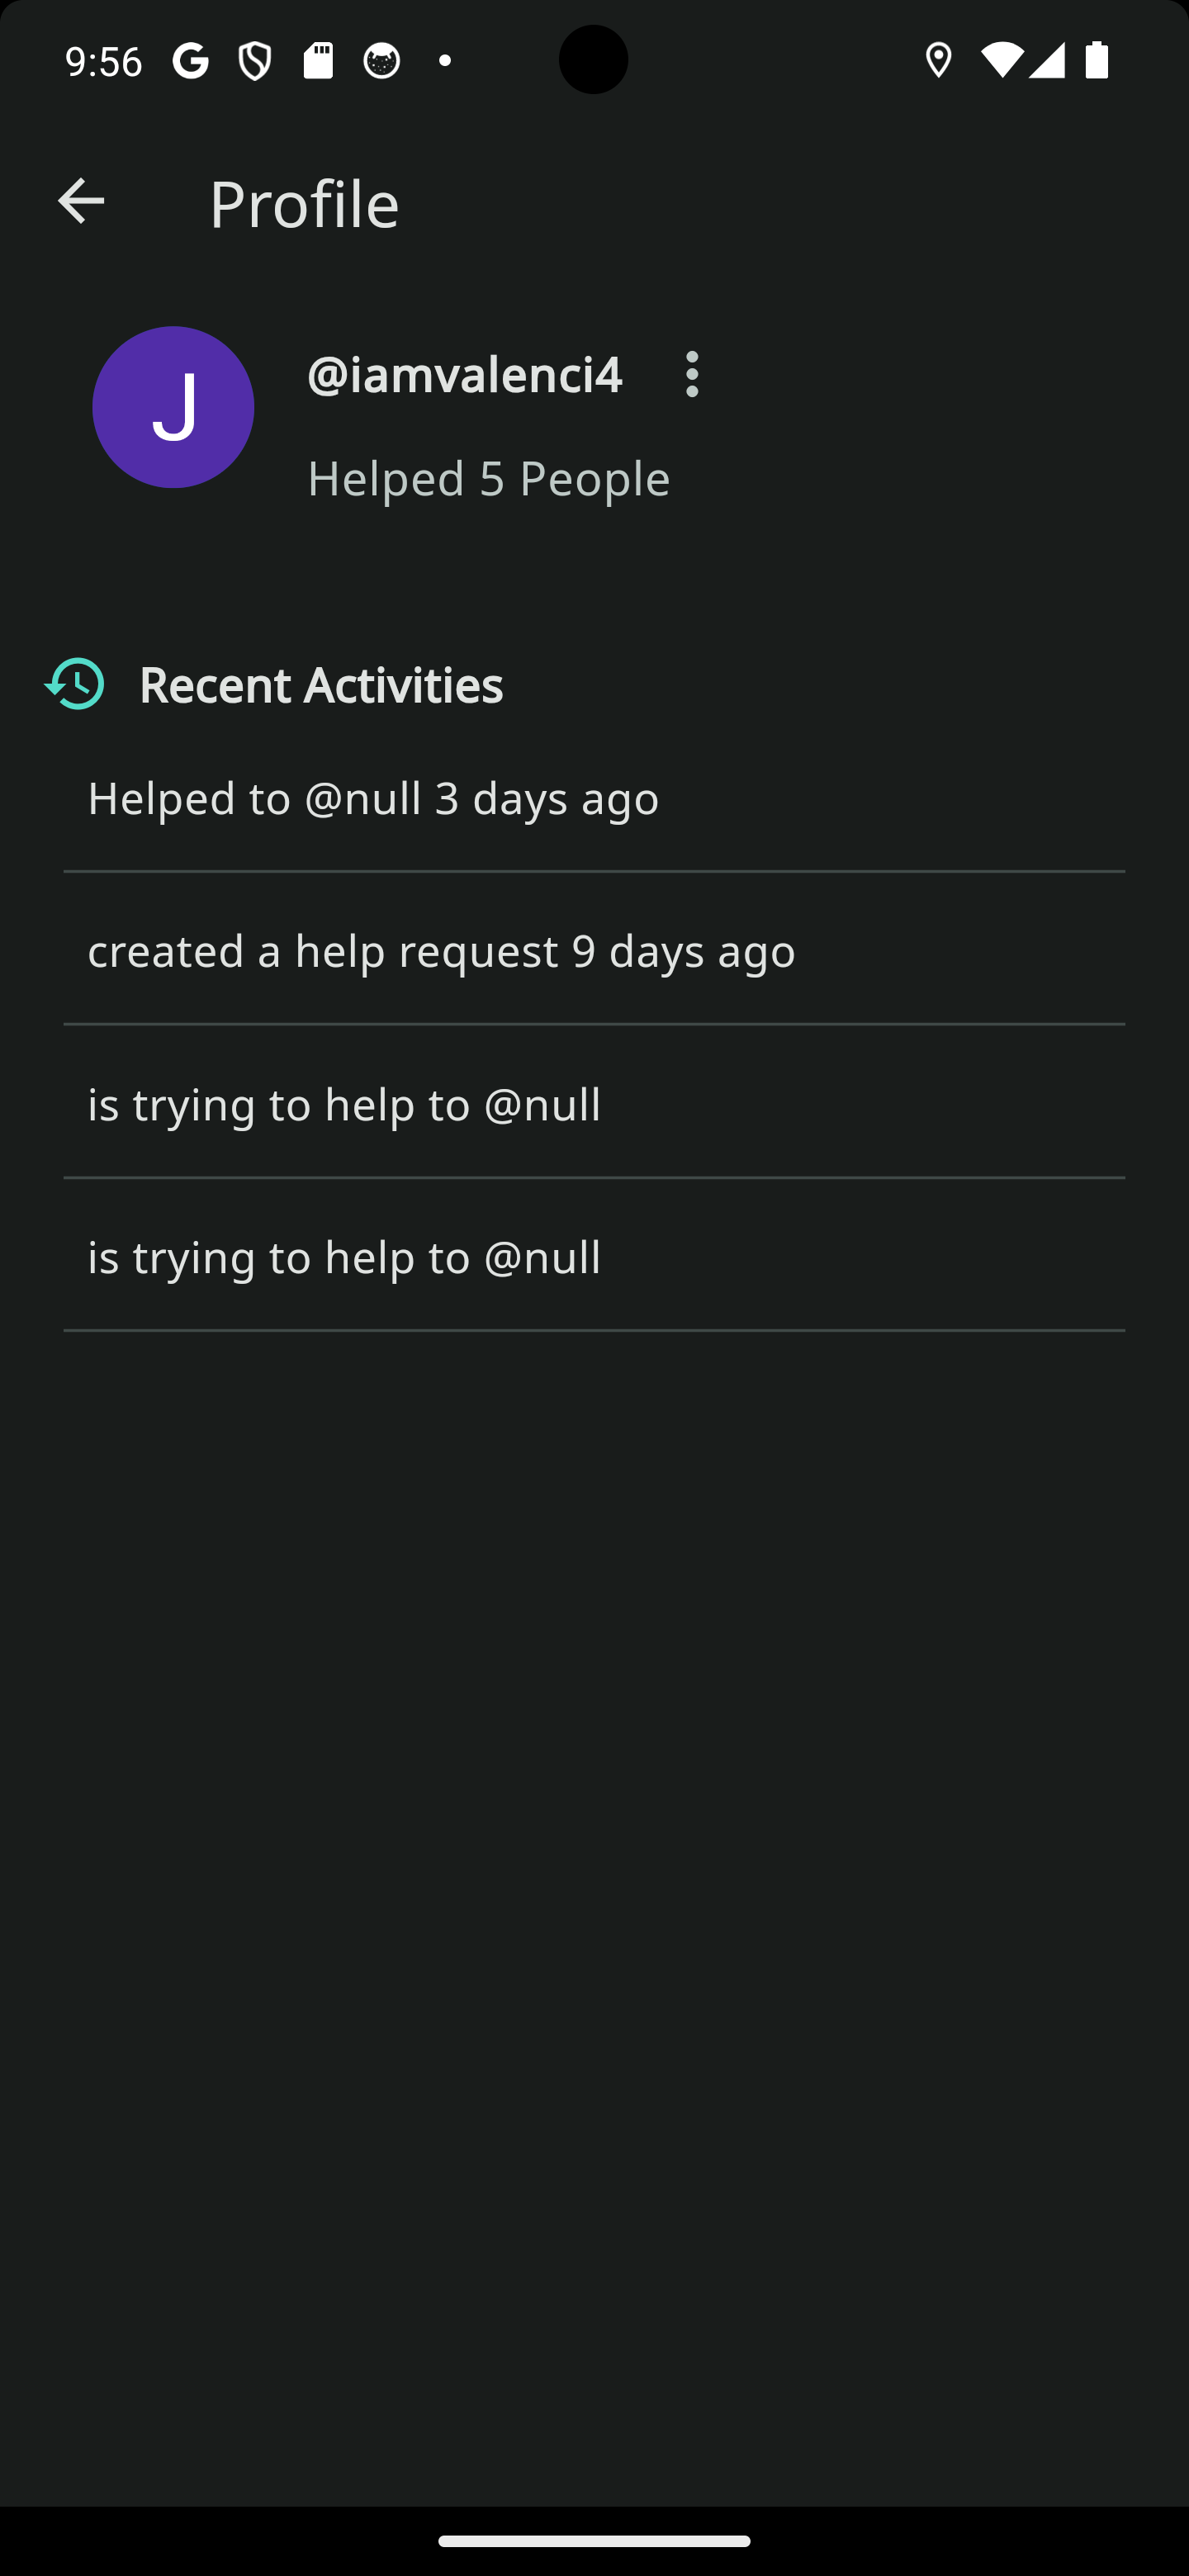 9:56
Profile
J
@iamvalenci4
Helped 5 People
Recent Activities
Helped to @null 3 days ago
created a help request 9 days ago
is trying to help to @null
is trying to help to @null